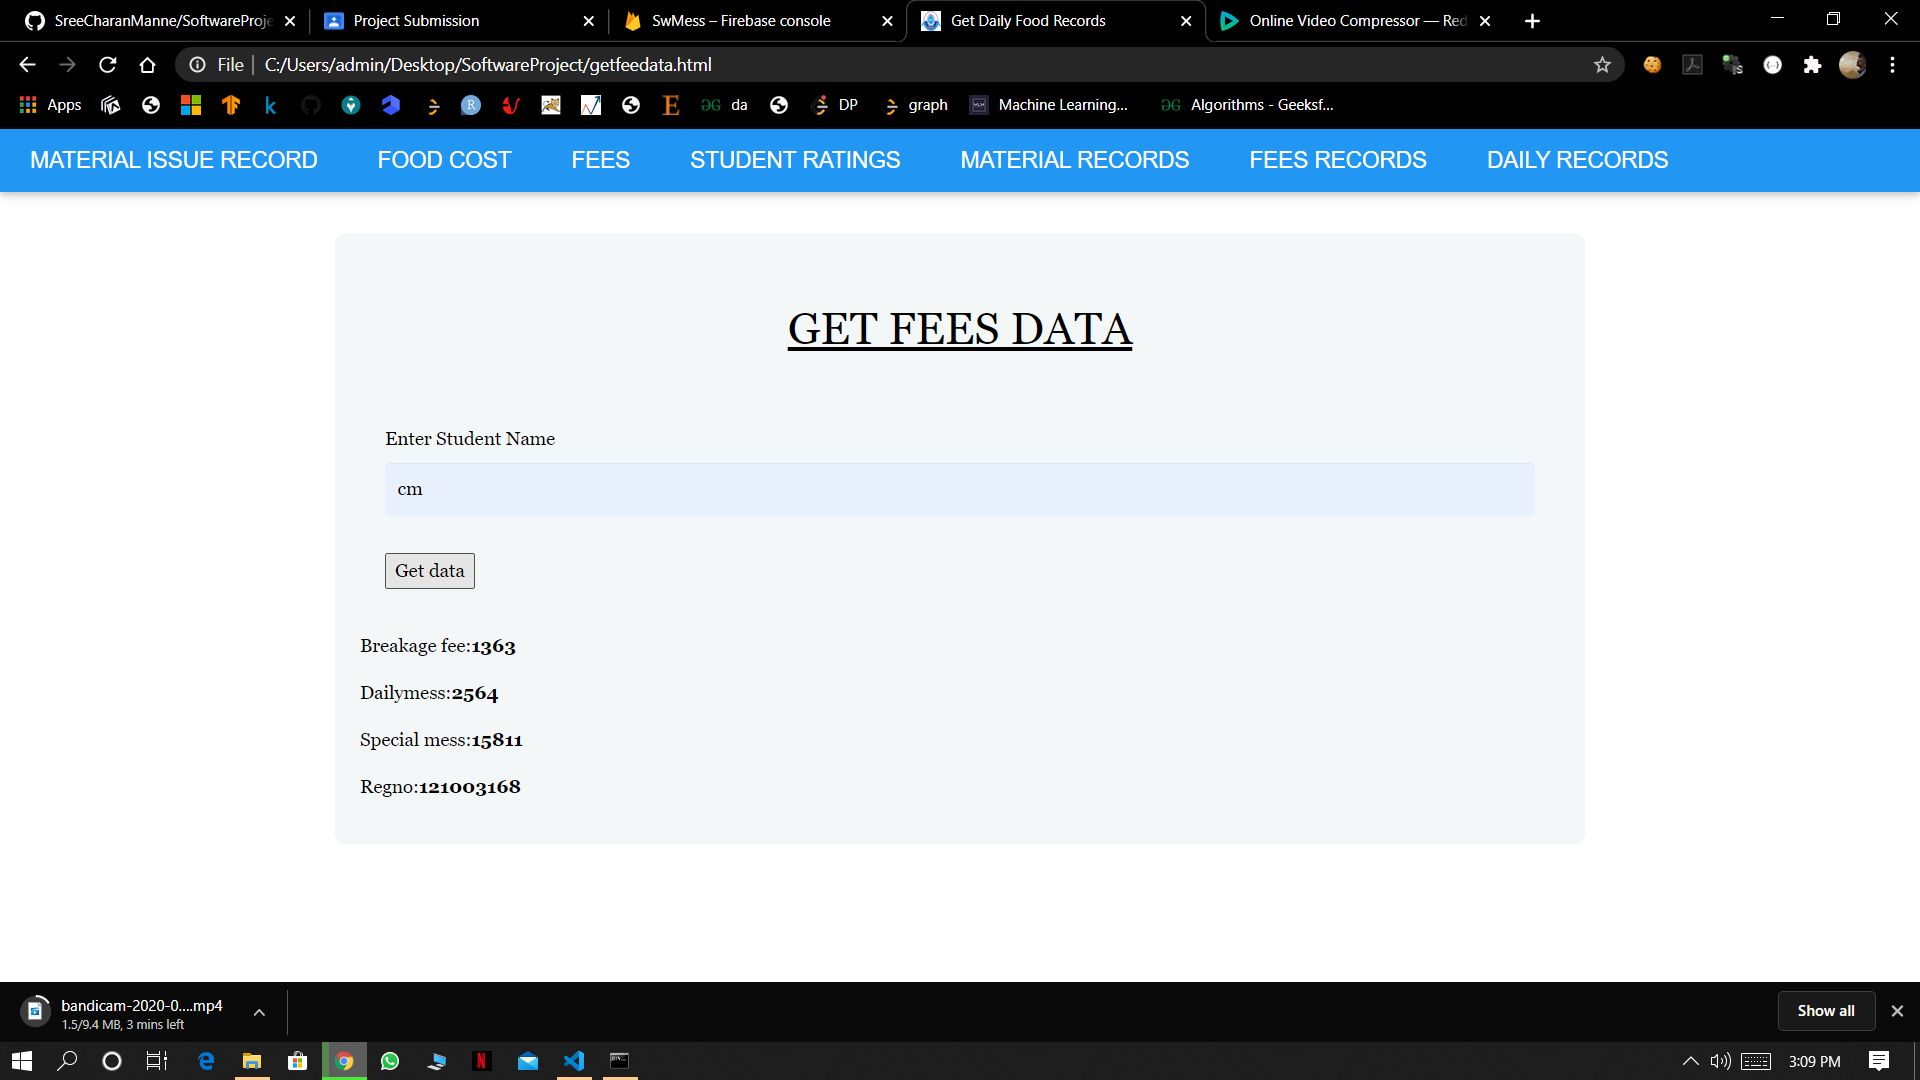 SreeCharanManne/SoftwareProje
Project Submission
SwMess – Firebase console
Get Daily Food Records
Online Video Compressor — Red
File
C:/Users/admin/Desktop/SoftwareProject/getfeedata.html
Apps
da
DP
graph
Machine Learning...
Algorithms - Geeksf...
MATERIAL ISSUE RECORD
FOOD COST
FEES
STUDENT RATINGS
MATERIAL RECORDS
FEES RECORDS
DAILY RECORDS
GET FEES DATA
Enter Student Name
cm
Get data
Breakage fee:1363
Dailymess:2564
Special mess:15811
Regno:121003168
bandicam-2020-0....mp4
1.5/9.4 MB, 3 mins left
Show all
3:09 PM